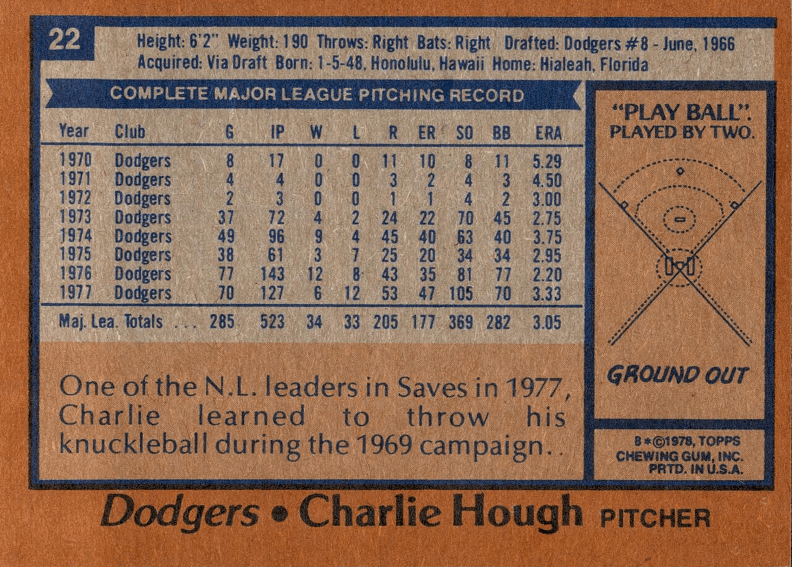 22
Height: 6'2" Weight: 190 Throws: Right Bats: Right Drafted: Dodgers #8 - June, 1966
Acquired: Via Draft Born: 1-5-48, Honolulu, Hawaii Home: Hialeah, Florida
COMPLETE MAJOR LEAGUE PITCHING RECORD
Year Club G IP W L R ER SO BB ERA
1970 Dodgers 8 17 0 0 11 10 8 11 5.29
1971 Dodgers 4 4 0 0 3 2 4 3 4.50
1972 Dodgers 2 3 0 0 1 1 4 2 3.00
1973 Dodgers 37 72 4 2 24 22 70 45 2.75
1974 Dodgers 49 96 9 4 45 40 63 40 3.75
1975 Dodgers 38 61 3 7 25 20 34 34 2.95
1976 Dodgers 77 143 12 8 43 35 81 77 2.20
1977 Dodgers 70 127 6 12 53 47 105 70 3.33
Maj. Lea. Totals ... 285 523 34 33 205 177 369 282 3.05
One of the N.L. leaders in Saves in 1977,
Charlie learned to throw his
knuckleball during the 1969 campaign..
"PLAY BALL".
PLAYED BY TWO.
GROUND OUT
8*©1978, TOPPS
CHEWING GUM, INC.
PRTD. IN U.S.A.
Dodgers • Charlie Hough PITCHER